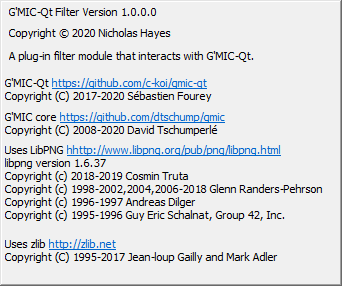 G'MIC-Qt Filter Version 1.0.0.0
Copyright © 2020 Nicholas Hayes
A plug-in filter module that interacts with G'MIC-Qt.
G'MIC-Qt https://github.com/c-koi/gmic-qt
Copyright (C) 2017-2020 Sébastien Fourey
G'MIC core https://github.com/dtschump/gmic
Copyright (C) 2008-2020 David Tschumperlé
Uses LibPNG hhttp://www.libpng.org/pub/png/libpng.html
libpng version 1.6.37
Copyright (c) 2018-2019 Cosmin Truta
Copyright (c) 1998-2002,2004,2006-2018 Glenn Randers-Pehrson
Copyright (c) 1996-1997 Andreas Dilger
Copyright (c) 1995-1996 Guy Eric Schalnat, Group 42, Inc.
Uses zlib http://zlib.net
Copyright (C) 1995-2017 Jean-loup Gailly and Mark Adler